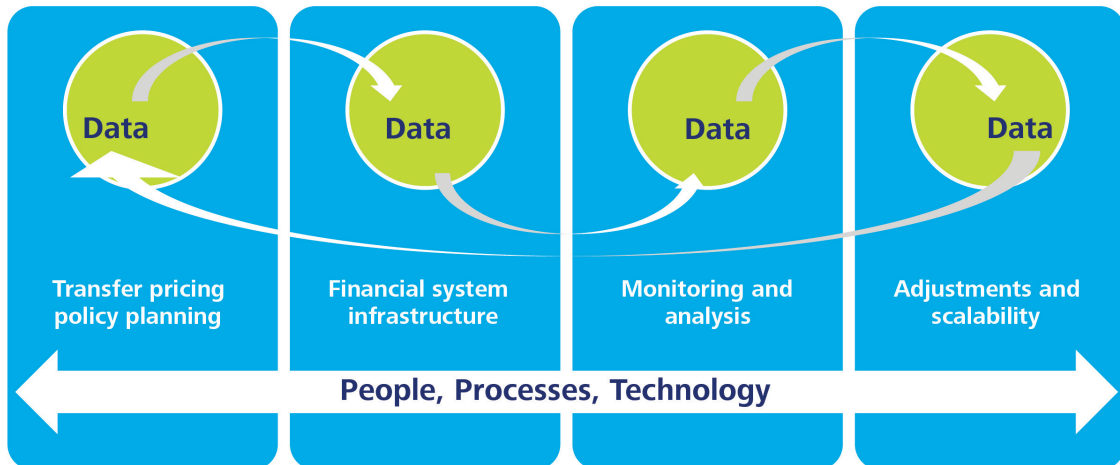 Data
Data
Data
Data
Transfer pricing
policy planning
Financial system
infrastructure
Monitoring and
analysis
Adjustments and
scalability
People, Processes, Technology